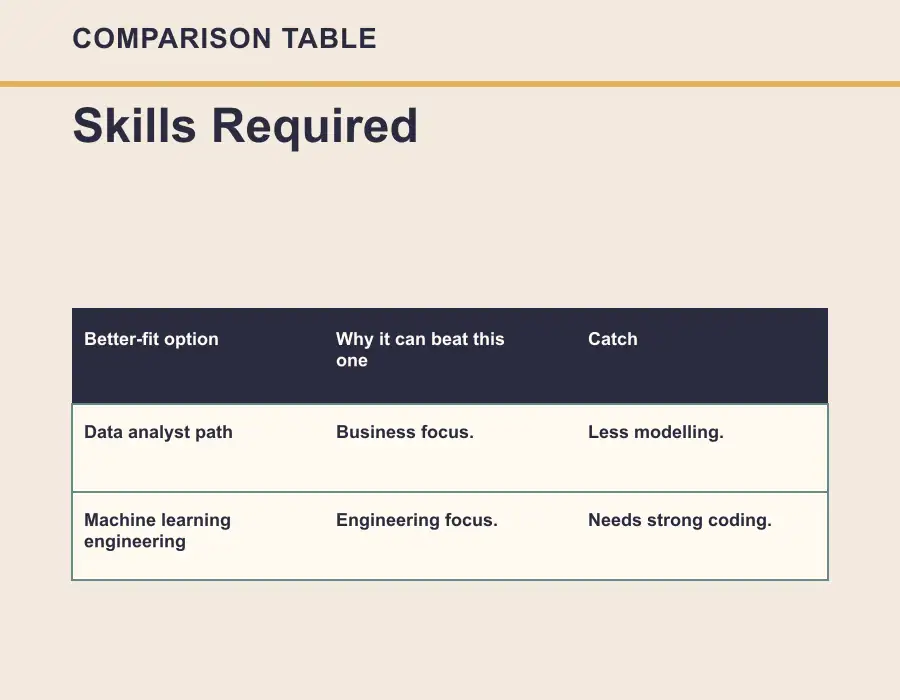 COMPARISON TABLE
Skills Required
Better-fit option
Why it can beat this
one
Catch
Data analyst path
Business focus.
Less modelling.
Machine learning
engineering
Engineering focus.
Needs strong coding.